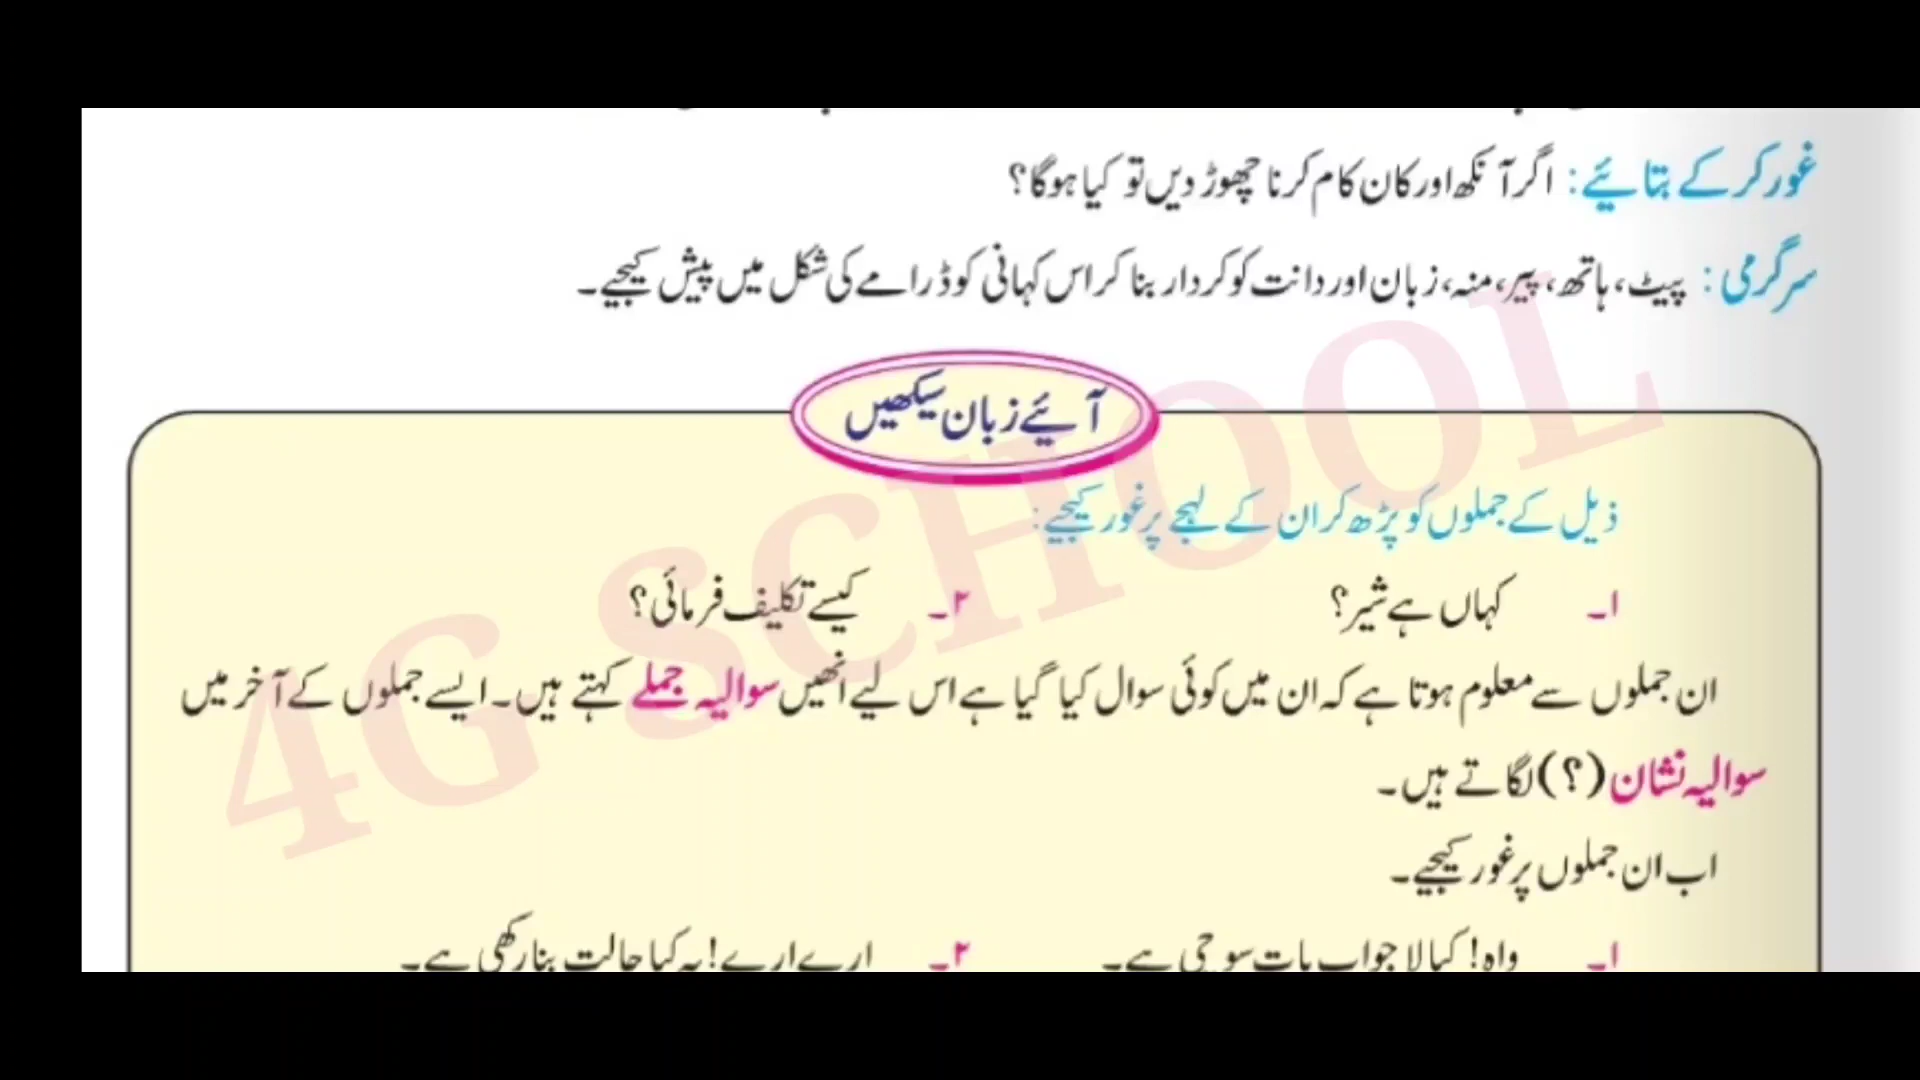 غور کر کے بتائیے : اگر آنکھ اور کان کام کرنا چھوڑ دیں تو کیا ہوگا؟
سرگرمی : پیٹ، ہاتھ، پیر، منہ، زبان اور دانت کو کردار بنا کر اس کہانی کو ڈرامے کی شکل میں پیش کیجیے۔
آئیے زبان سیکھیں
ذیل کے جملوں کو پڑھ کر ان کے لہجے پر غور کیجیے :
۱۔ کہاں ہے شیر؟ ۲۔ کیسے تکلیف فرمائی؟
ان جملوں سے معلوم ہوتا ہے کہ ان میں کوئی سوال کیا گیا ہے اس لیے انھیں سوالیہ جملے کہتے ہیں۔ ایسے جملوں کے آخر میں
سوالیہ نشان (؟) لگاتے ہیں۔
اب ان جملوں پر غور کیجیے۔
۱۔ واہ! کیا لاجواب بات سوچی ہے۔ ۲۔ ارے ارے! یہ کیا حالت بنا رکھی ہے۔
4G SCHOOL